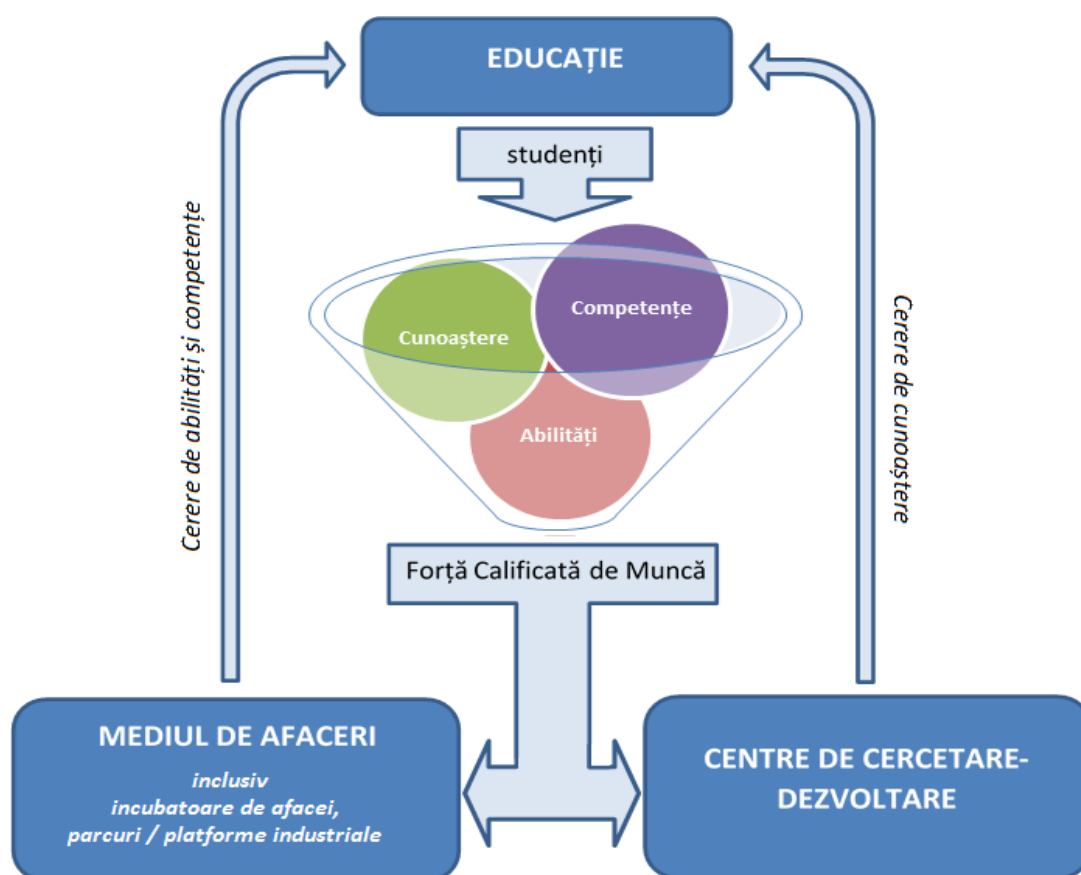 EDUCAȚIE
studenți
Cerere de abilități și competențe
Cerere de cunoaștere
Competențe
Cunoaștere
Abilități
Forță Calificată de Muncă
MEDIUL DE AFACERI
inclusiv
incubatoare de afacei,
parcuri / platforme industriale
CENTRE DE CERCETARE-
DEZVOLTARE